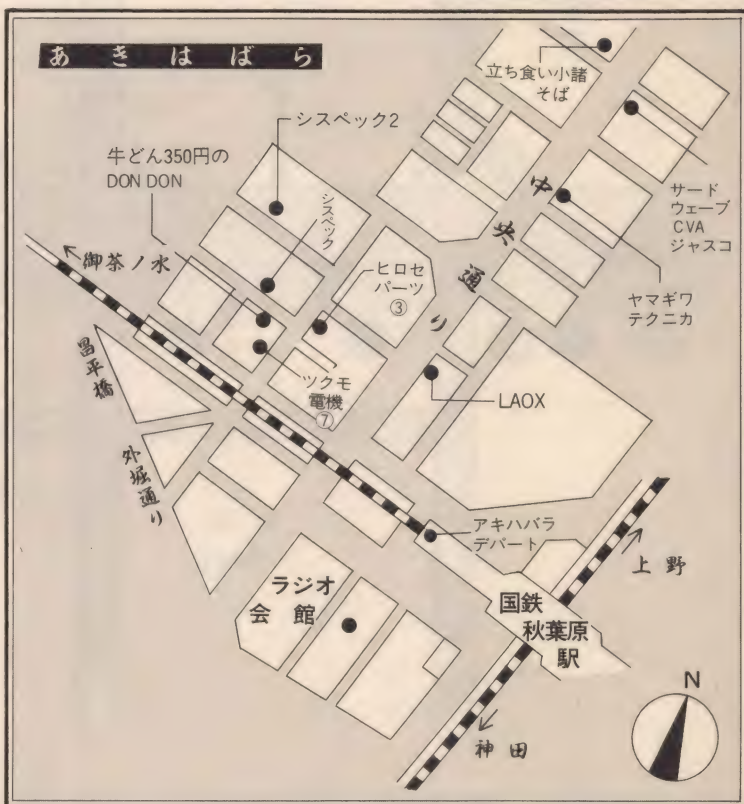 あきはばら
立ち食い小諸
そば
シスペック2
牛どん350円の
DON DON
シスペック
中央通り
サード
ウェーブ
CVA
ジャスコ
御茶ノ水
ヒロセ
パーツ
③
ヤマギワ
テクニカ
昌平橋
ツクモ
電機
⑦
LAOX
外堀通り
アキハバラ
デパート
上野
ラジオ
会館
国鉄
秋葉原
駅
N
神田